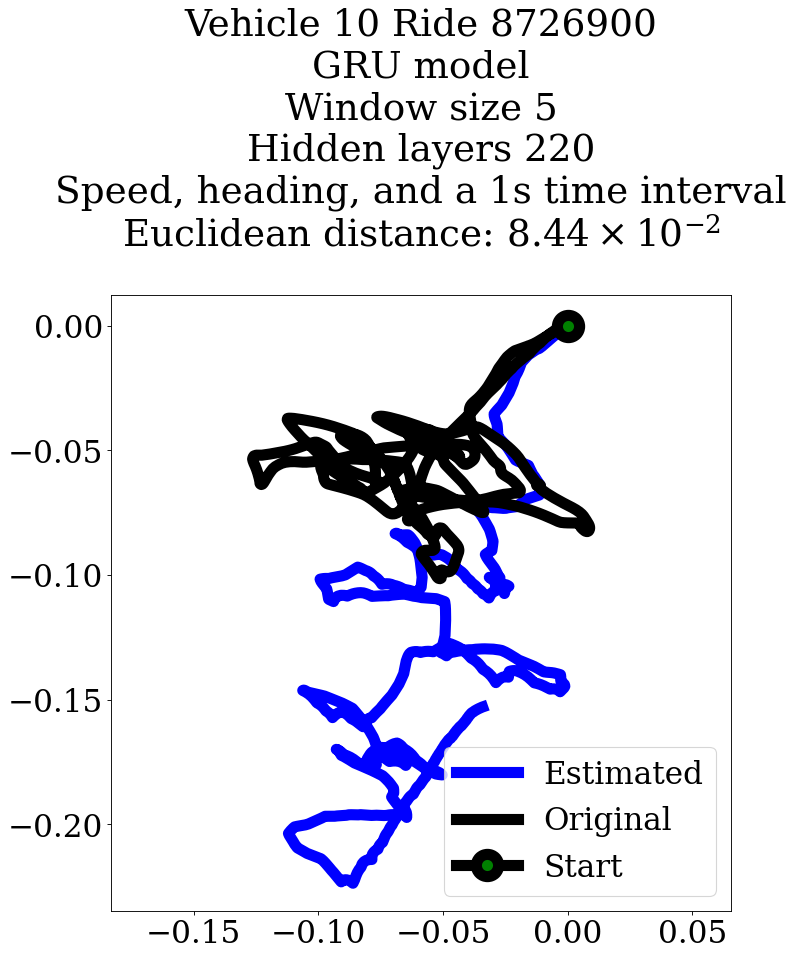 Vehicle 10 Ride 8726900
GRU model
Window size 5
Hidden layers 220
Speed, heading, and a 1s time interval
Euclidean distance: 8.44 × 10⁻²
0.00
−0.05
−0.10
−0.15
−0.20
Estimated
Original
Start
−0.15 −0.10 −0.05 0.00 0.05